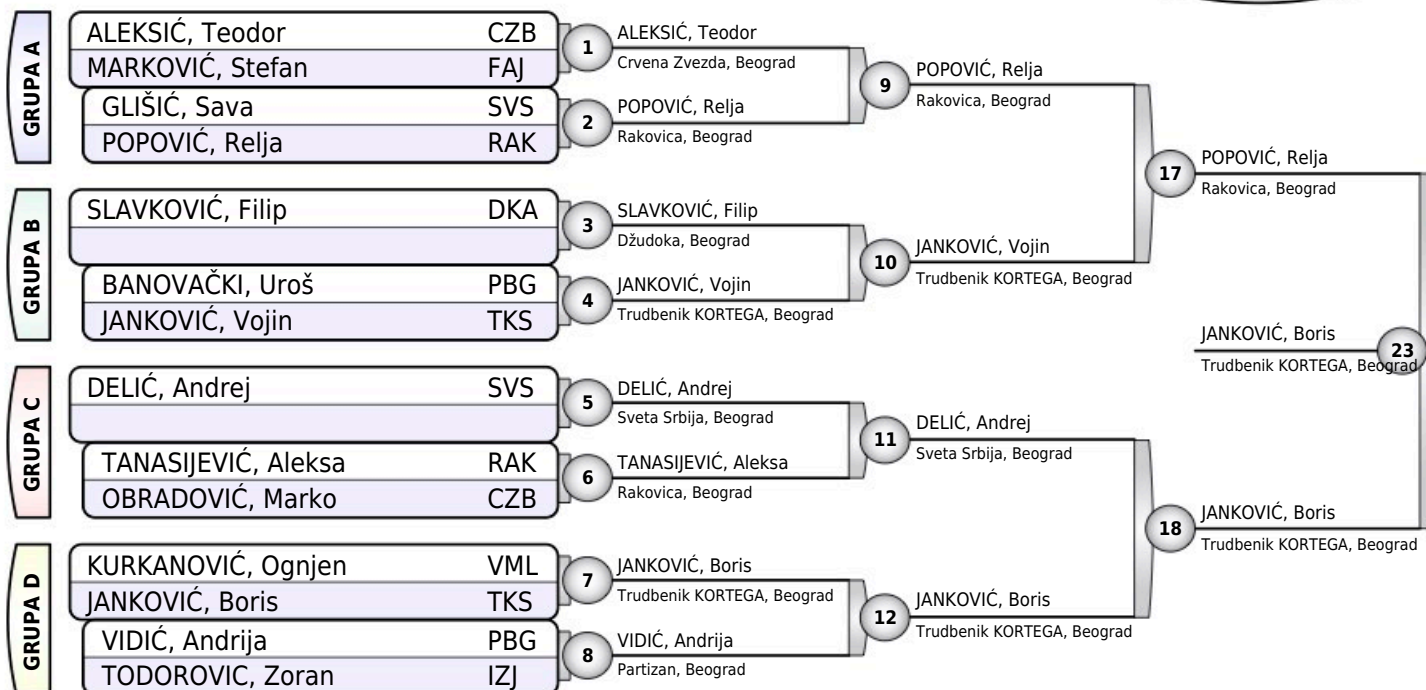 GRUPA A
ALEKSIĆ, Teodor CZB
MARKOVIĆ, Stefan FAJ
GLIŠIĆ, Sava SVS
POPOVIĆ, Relja RAK
1
ALEKSIĆ, Teodor
Crvena Zvezda, Beograd
2
POPOVIĆ, Relja
Rakovica, Beograd
9
POPOVIĆ, Relja
Rakovica, Beograd
GRUPA B
SLAVKOVIĆ, Filip DKA
BANOVAČKI, Uroš PBG
JANKOVIĆ, Vojin TKS
3
SLAVKOVIĆ, Filip
Džudoka, Beograd
4
JANKOVIĆ, Vojin
Trudbenik KORTEGA, Beograd
10
JANKOVIĆ, Vojin
Trudbenik KORTEGA, Beograd
17
POPOVIĆ, Relja
Rakovica, Beograd
GRUPA C
DELIĆ, Andrej SVS
TANASIJEVIĆ, Aleksa RAK
OBRADOVIĆ, Marko CZB
5
DELIĆ, Andrej
Sveta Srbija, Beograd
6
TANASIJEVIĆ, Aleksa
Rakovica, Beograd
11
DELIĆ, Andrej
Sveta Srbija, Beograd
GRUPA D
KURKANOVIĆ, Ognjen VML
JANKOVIĆ, Boris TKS
VIDIĆ, Andrija PBG
TODOROVIC, Zoran IZJ
7
JANKOVIĆ, Boris
Trudbenik KORTEGA, Beograd
8
VIDIĆ, Andrija
Partizan, Beograd
12
JANKOVIĆ, Boris
Trudbenik KORTEGA, Beograd
18
JANKOVIĆ, Boris
Trudbenik KORTEGA, Beograd
JANKOVIĆ, Boris
Trudbenik KORTEGA, Beograd
23